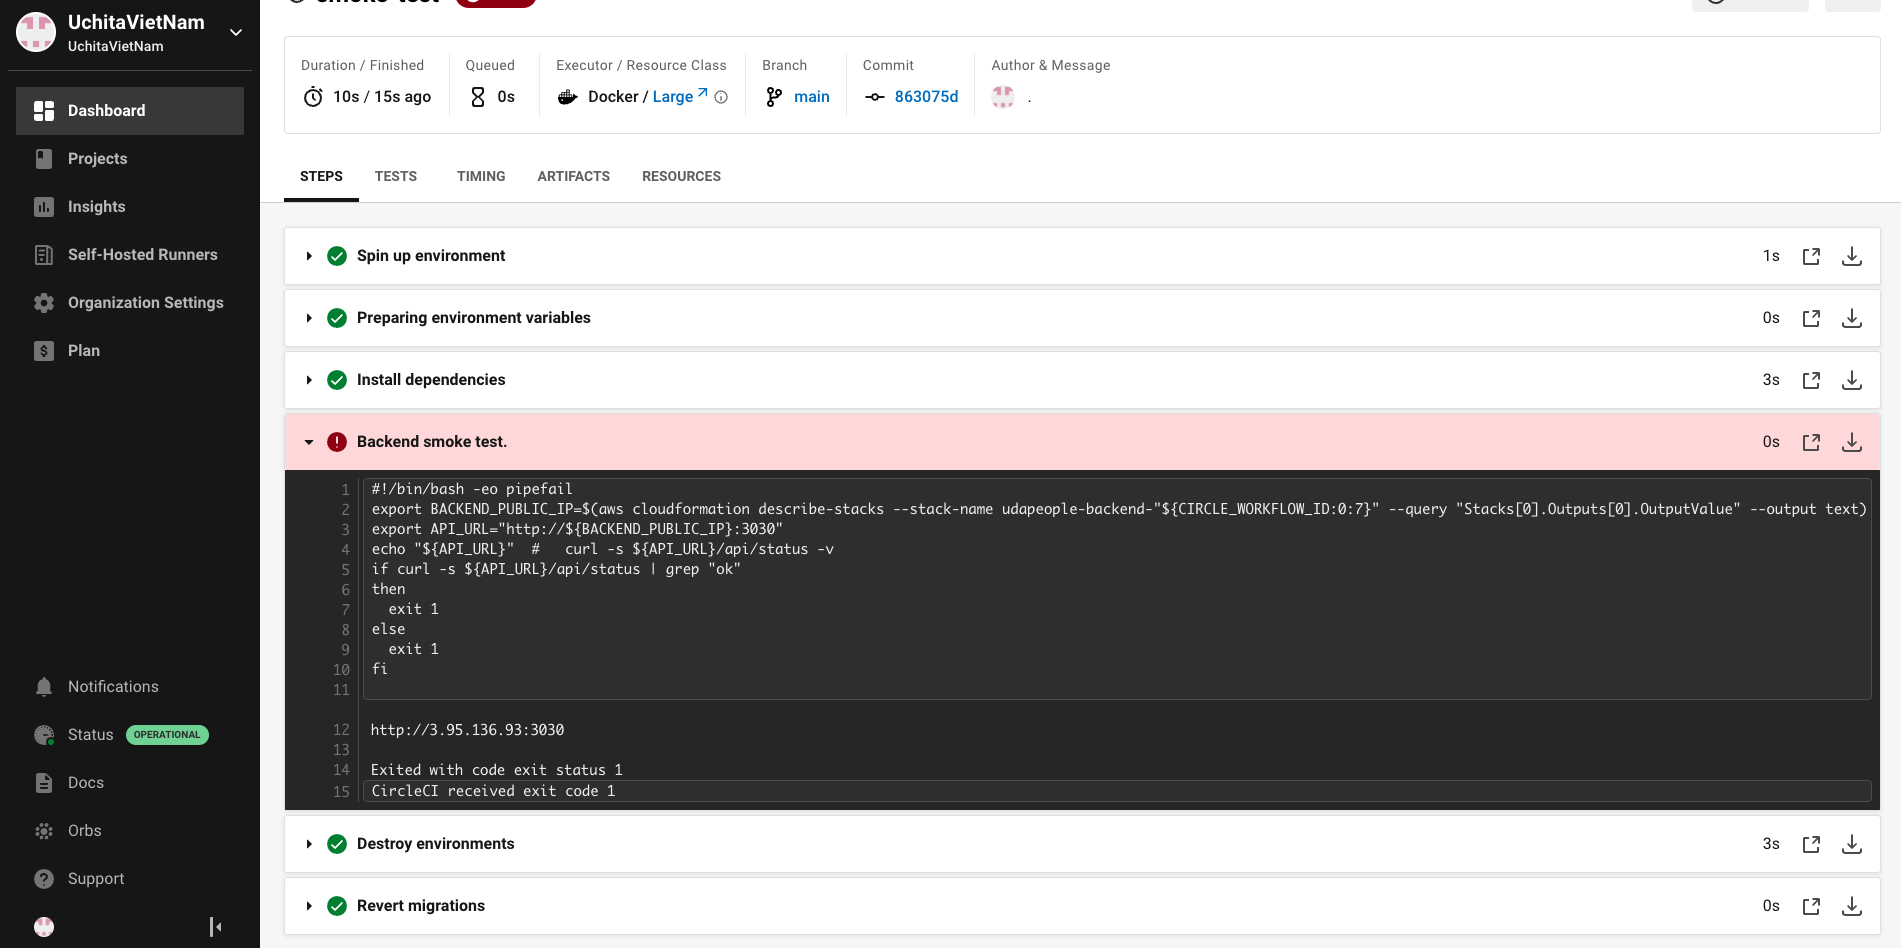 UchitaVietNam
UchitaVietNam
Dashboard
Projects
Insights
Self-Hosted Runners
Organization Settings
Plan
Notifications
Status OPERATIONAL
Docs
Orbs
Support
smoke-test
Duration / Finished
10s / 15s ago
Queued
0s
Executor / Resource Class
Docker / Large
Branch
main
Commit
863075d
Author & Message
.
STEPS TESTS TIMING ARTIFACTS RESOURCES
Spin up environment 1s
Preparing environment variables 0s
Install dependencies 3s
Backend smoke test. 0s
1 #!/bin/bash -eo pipefail
2 export BACKEND_PUBLIC_IP=$(aws cloudformation describe-stacks --stack-name udapeople-backend-"${CIRCLE_WORKFLOW_ID:0:7}" --query "Stacks[0].Outputs[0].OutputValue" --output text)
3 export API_URL="http://${BACKEND_PUBLIC_IP}:3030"
4 echo "${API_URL}"  #   curl -s ${API_URL}/api/status -v
5 if curl -s ${API_URL}/api/status | grep "ok"
6 then
7   exit 1
8 else
9   exit 1
10 fi
11
12 http://3.95.136.93:3030
13
14 Exited with code exit status 1
15 CircleCI received exit code 1
Destroy environments 3s
Revert migrations 0s